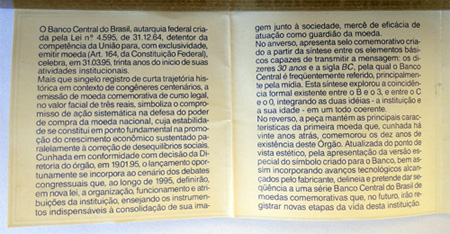 O Banco Central do Brasil, autarquia federal cria-
da pela Lei nº 4.595, de 31.12.64, detentor da
competência da União para, com exclusividade,
emitir moeda (Art. 164, da Constituição Federal),
celebra, em 31.03.95, trinta anos do início de suas
atividades institucionais.
Mais que singelo registro de curta trajetória his-
tórica em contexto de congêneres centenários, a
emissão de moeda comemorativa de curso legal,
no valor facial de três reais, simboliza o compro-
misso de ação sistemática na defesa do poder
de compra da moeda nacional, cuja estabilida-
de se constitui em ponto fundamental na promo-
ção do crescimento econômico sustentado pa-
ralelamente à correção de desequilíbrios sociais.
Cunhada em conformidade com decisão da Di-
retoria do órgão, em 19.01.95, o lançamento opor-
tunamente se incorpora ao cenário dos debates
congressuais que, ao longo de 1995, definirão,
em nova lei, a organização, funcionamento e atri-
buições da instituição, ensejando os instrumen-
tos indispensáveis à consolidação de sua ima-
gem junto à sociedade, mercê de eficácia de
atuação como guardião da moeda.
No anverso, apresenta selo comemorativo cria-
do a partir da síntese entre os elementos bási-
cos capazes de transmitir a mensagem: os di-
zeres 30 anos e a sigla BC, pela qual o Banco
Central é freqüentemente referido, principalmen-
te pela mídia. Esta síntese explorou a coincidên-
cia formal existente entre o B e o 3, e entre o C
e o 0, integrando as duas idéias - a instituição e
a sua idade - em um todo coerente.
No reverso, a peça mantém as principais carac-
terísticas da primeira moeda que, cunhada há
vinte anos atrás, comemorou os dez anos de
existência deste Órgão. Atualizada do ponto de
vista estético, pela apresentação da versão es-
pecial do símbolo criado para o Banco, bem as-
sim incorporando avanços tecnológicos alcan-
çados pelo fabricante, delineia e pretende dar se-
qüência a uma série Banco Central do Brasil de
moedas comemorativas que, no futuro, irão re-
gistrar novas etapas da vida desta instituição.